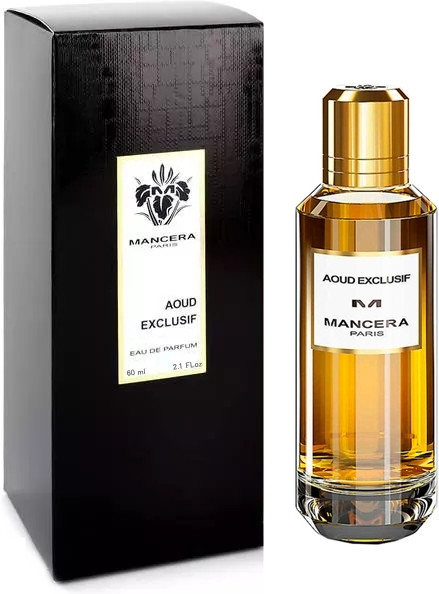 MANCERA
PARIS
AOUD
EXCLUSIF
EAU DE PARFUM
60 ml 2.1 FL.oz
AOUD EXCLUSIF
M
MANCERA
PARIS